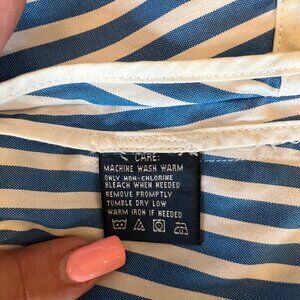 CARE:
MACHINE WASH WARM
ONLY NON-CHLORINE
BLEACH WHEN NEEDED
REMOVE PROMPTLY
TUMBLE DRY LOW
WARM IRON IF NEEDED